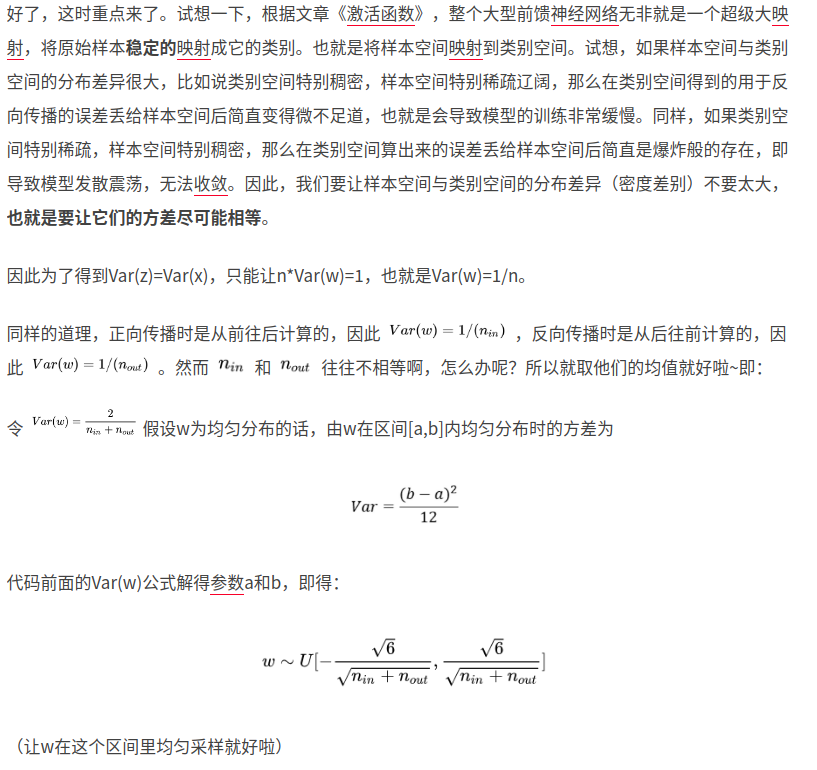 好了，这时重点来了。试想一下，根据文章《激活函数》，整个大型前馈神经网络无非就是一个超级大映
射，将原始样本稳定的映射成它的类别。也就是将样本空间映射到类别空间。试想，如果样本空间与类别
空间的分布差异很大，比如说类别空间特别稠密，样本空间特别稀疏辽阔，那么在类别空间得到的用于反
向传播的误差丢给样本空间后简直变得微不足道，也就是会导致模型的训练非常缓慢。同样，如果类别空
间特别稀疏，样本空间特别稠密，那么在类别空间算出来的误差丢给样本空间后简直是爆炸般的存在，即
导致模型发散震荡，无法收敛。因此，我们要让样本空间与类别空间的分布差异（密度差别）不要太大，
也就是要让它们的方差尽可能相等。
因此为了得到Var(z)=Var(x)，只能让n*Var(w)=1，也就是Var(w)=1/n。
同样的道理，正向传播时是从前往后计算的，因此 Var(w) = 1/(n_{in}) ，反向传播时是从后往前计算的，因
此 Var(w) = 1/(n_{out}) 。然而 n_{in} 和 n_{out} 往往不相等啊，怎么办呢？所以就取他们的均值就好啦~即：
令 Var(w) = \frac{2}{n_{in} + n_{out}} 假设w为均匀分布的话，由w在区间[a,b]内均匀分布时的方差为
Var = \frac{(b - a)^2}{12}
代码前面的Var(w)公式解得参数a和b，即得：
w \sim U[-\frac{\sqrt{6}}{\sqrt{n_{in} + n_{out}}}, \frac{\sqrt{6}}{\sqrt{n_{in} + n_{out}}}]
（让w在这个区间里均匀采样就好啦）